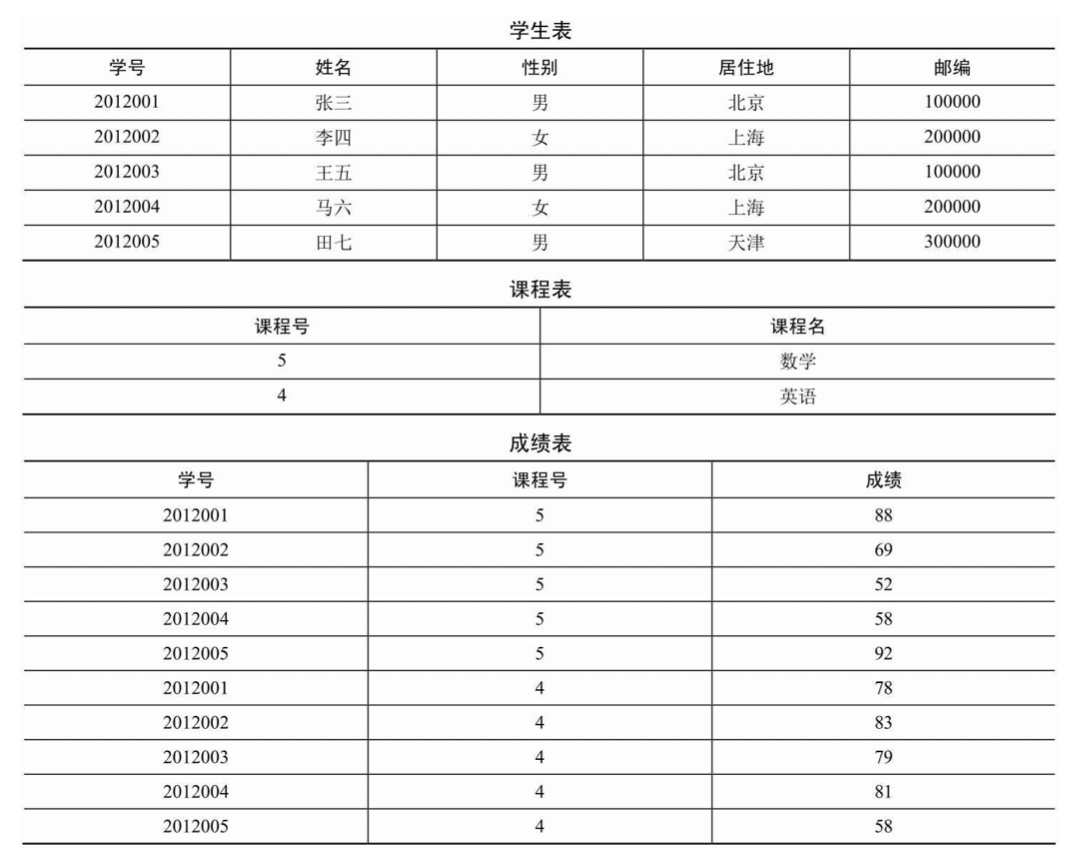 学生表
学号 姓名 性别 居住地 邮编
2012001 张三 男 北京 100000
2012002 李四 女 上海 200000
2012003 王五 男 北京 100000
2012004 马六 女 上海 200000
2012005 田七 男 天津 300000
课程表
课程号 课程名
5 数学
4 英语
成绩表
学号 课程号 成绩
2012001 5 88
2012002 5 69
2012003 5 52
2012004 5 58
2012005 5 92
2012001 4 78
2012002 4 83
2012003 4 79
2012004 4 81
2012005 4 58